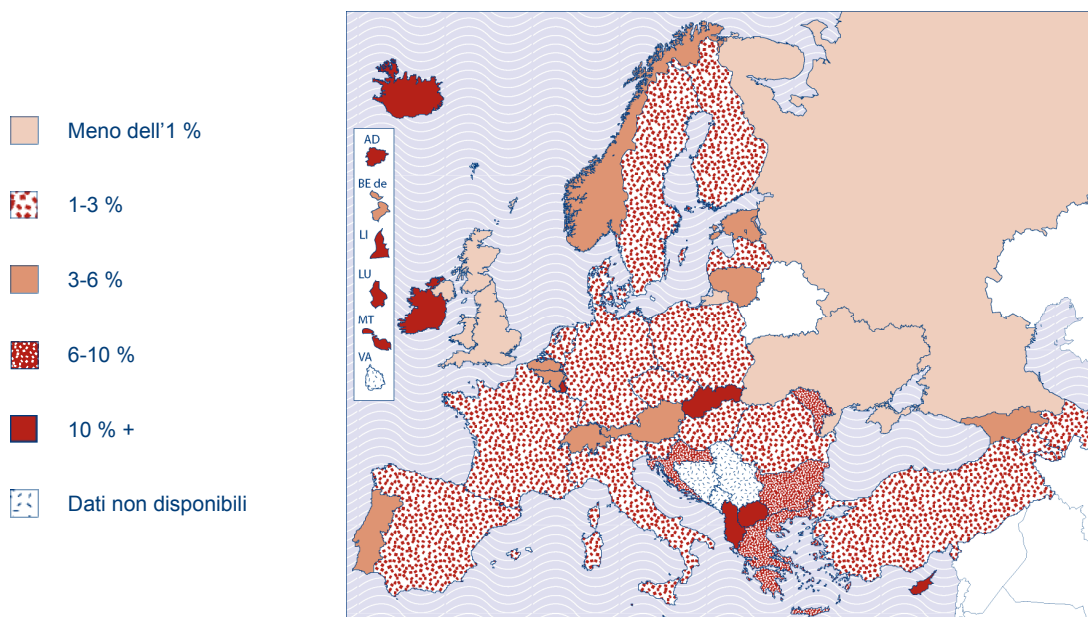 Meno dell'1 %
1-3 %
3-6 %
6-10 %
10 % +
Dati non disponibili
AD
BE de
LI
LU
MT
VA